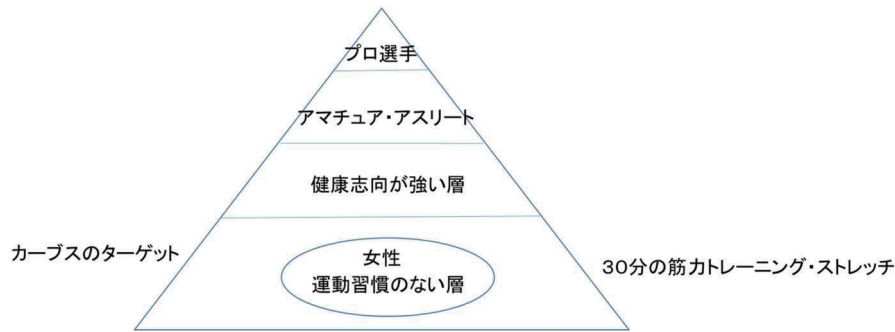 プロ選手
アマチュア・アスリート
健康志向が強い層
カーブスのターゲット
女性
運動習慣のない層
30分の筋力トレーニング・ストレッチ